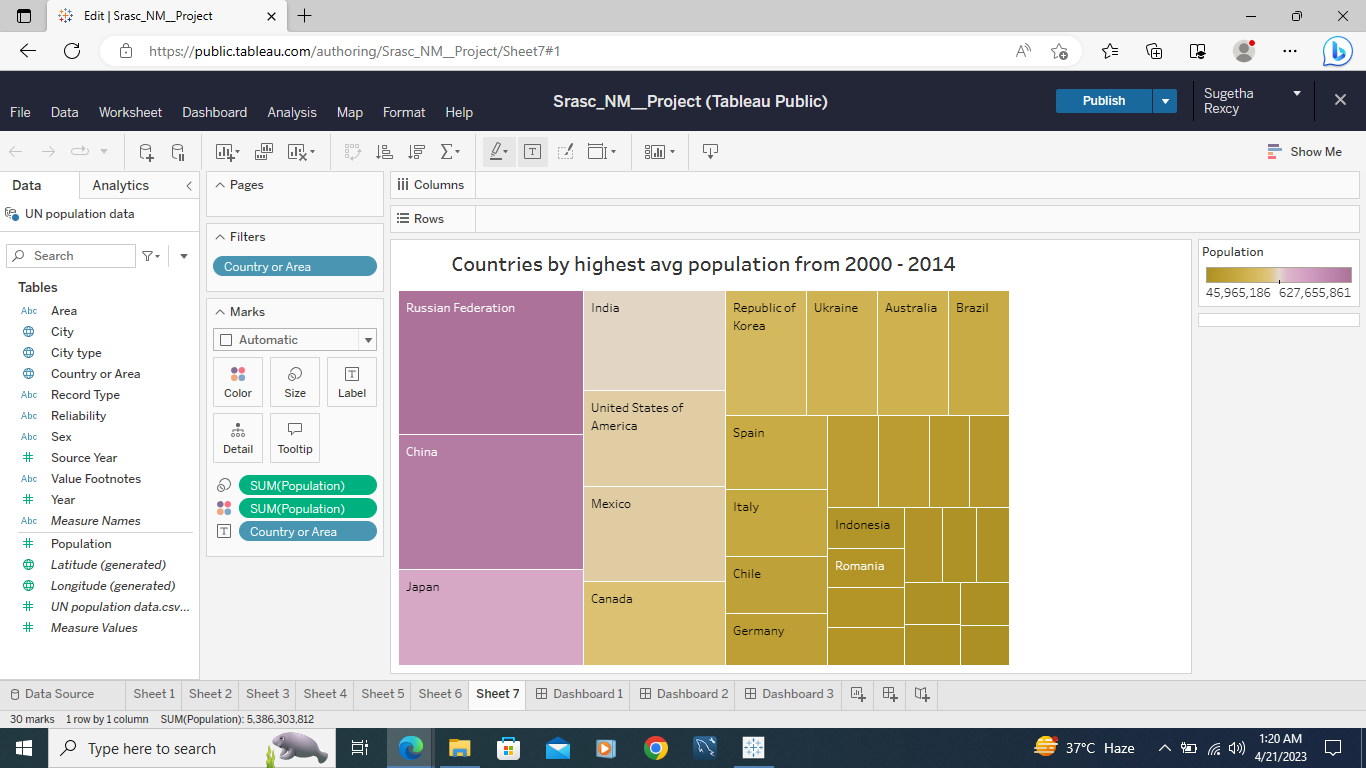 Edit | Srasc_NM__Project
https://public.tableau.com/authoring/Srasc_NM__Project/Sheet7#1
Srasc_NM__Project (Tableau Public)
Publish
Sugetha
Rexcy
File Data Worksheet Dashboard Analysis Map Format Help
Show Me
Data Analytics
UN population data
Search
Tables
Abc Area
City
City type
Country or Area
Abc Record Type
Abc Reliability
Abc Sex
Source Year
Abc Value Footnotes
Year
Abc Measure Names
Population
Latitude (generated)
Longitude (generated)
UN population data.csv...
Measure Values
Pages
Filters
Country or Area
Marks
Automatic
Color Size Label
Detail Tooltip
SUM(Population)
SUM(Population)
Country or Area
Columns
Rows
Countries by highest avg population from 2000 - 2014
Russian Federation
China
Japan
India
United States of
America
Mexico
Canada
Republic of
Korea
Ukraine
Australia
Brazil
Spain
Italy
Chile
Germany
Indonesia
Romania
Population
45,965,186 627,655,861
Data Source Sheet 1 Sheet 2 Sheet 3 Sheet 4 Sheet 5 Sheet 6 Sheet 7 Dashboard 1 Dashboard 2 Dashboard 3
30 marks 1 row by 1 column SUM(Population): 5,386,303,812
Type here to search
37°C Haze
1:20 AM
4/21/2023